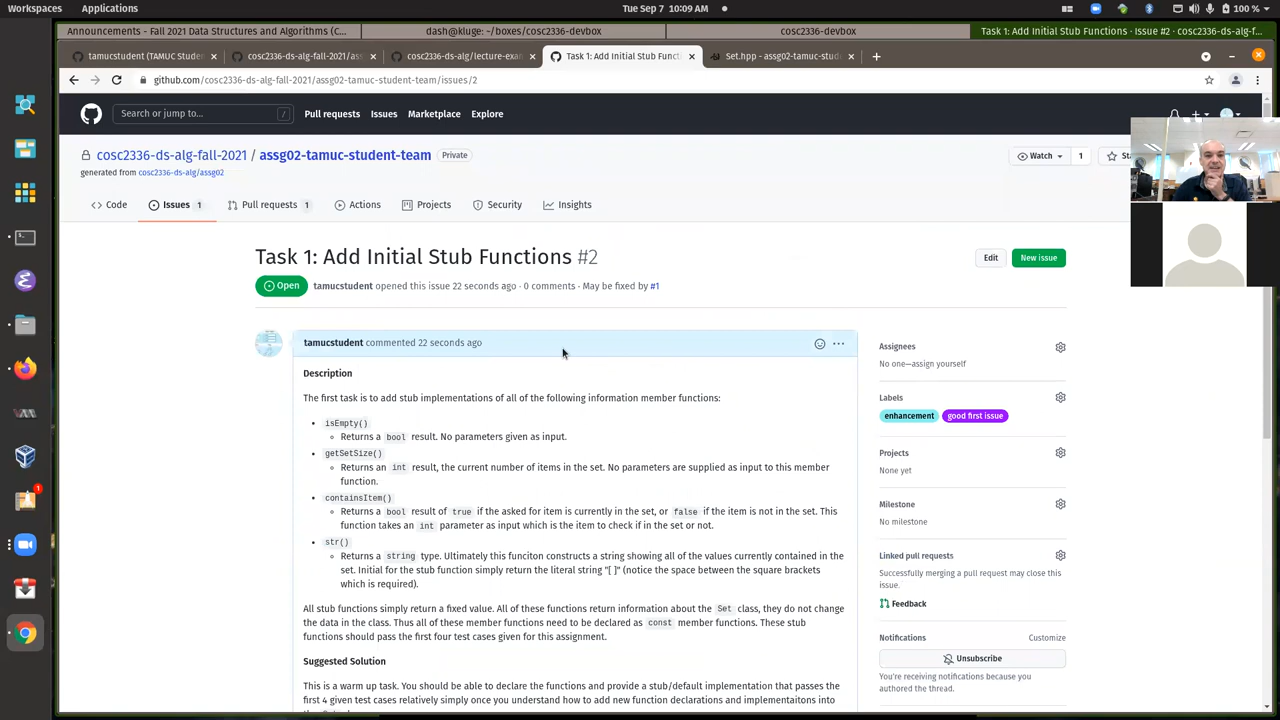 Workspaces Applications Tue Sep 7 10:09 AM 100 %
Announcements - Fall 2021 Data Structures and Algorithms (C... dash@kluge: ~/boxes/cosc2336-devbox cosc2336-devbox Task 1: Add Initial Stub Functions · Issue #2 · cosc2336-ds-alg-f...
tamucstudent (TAMUC Studen cosc2336-ds-alg-fall-2021/ass cosc2336-ds-alg/lecture-exa Task 1: Add Initial Stub Functi Set.hpp - assg02-tamuc-stude
github.com/cosc2336-ds-alg-fall-2021/assg02-tamuc-student-team/issues/2
Search or jump to... / Pull requests Issues Marketplace Explore
cosc2336-ds-alg-fall-2021 / assg02-tamuc-student-team Private Watch 1 Sta
generated from cosc2336-ds-alg/assg02
Code Issues 1 Pull requests 1 Actions Projects Security Insights
Task 1: Add Initial Stub Functions #2 Edit New issue
Open tamucstudent opened this issue 22 seconds ago · 0 comments · May be fixed by #1
tamucstudent commented 22 seconds ago
Description
The first task is to add stub implementations of all of the following information member functions:
• isEmpty()
Returns a bool result. No parameters given as input.
• getSetSize()
Returns an int result, the current number of items in the set. No parameters are supplied as input to this member
function.
• containsItem()
Returns a bool result of true if the asked for item is currently in the set, or false if the item is not in the set. This
function takes an int parameter as input which is the item to check if in the set or not.
• str()
Returns a string type. Ultimately this funciton constructs a string showing all of the values currently contained in the
set. Initial for the stub function simply return the literal string "[ ]" (notice the space between the square brackets
which is required).
All stub functions simply return a fixed value. All of these functions return information about the Set class, they do not change
the data in the class. Thus all of these member functions need to be declared as const member functions. These stub
functions should pass the first four test cases given for this assignment.
Suggested Solution
This is a warm up task. You should be able to declare the functions and provide a stub/default implementation that passes the
first 4 given test cases relatively simply once you understand how to add new function declarations and implementaitons into
Assignees
No one—assign yourself
Labels
enhancement good first issue
Projects
None yet
Milestone
No milestone
Linked pull requests
Successfully merging a pull request may close this
issue.
Feedback
Notifications Customize
Unsubscribe
You're receiving notifications because you
authored the thread.
1